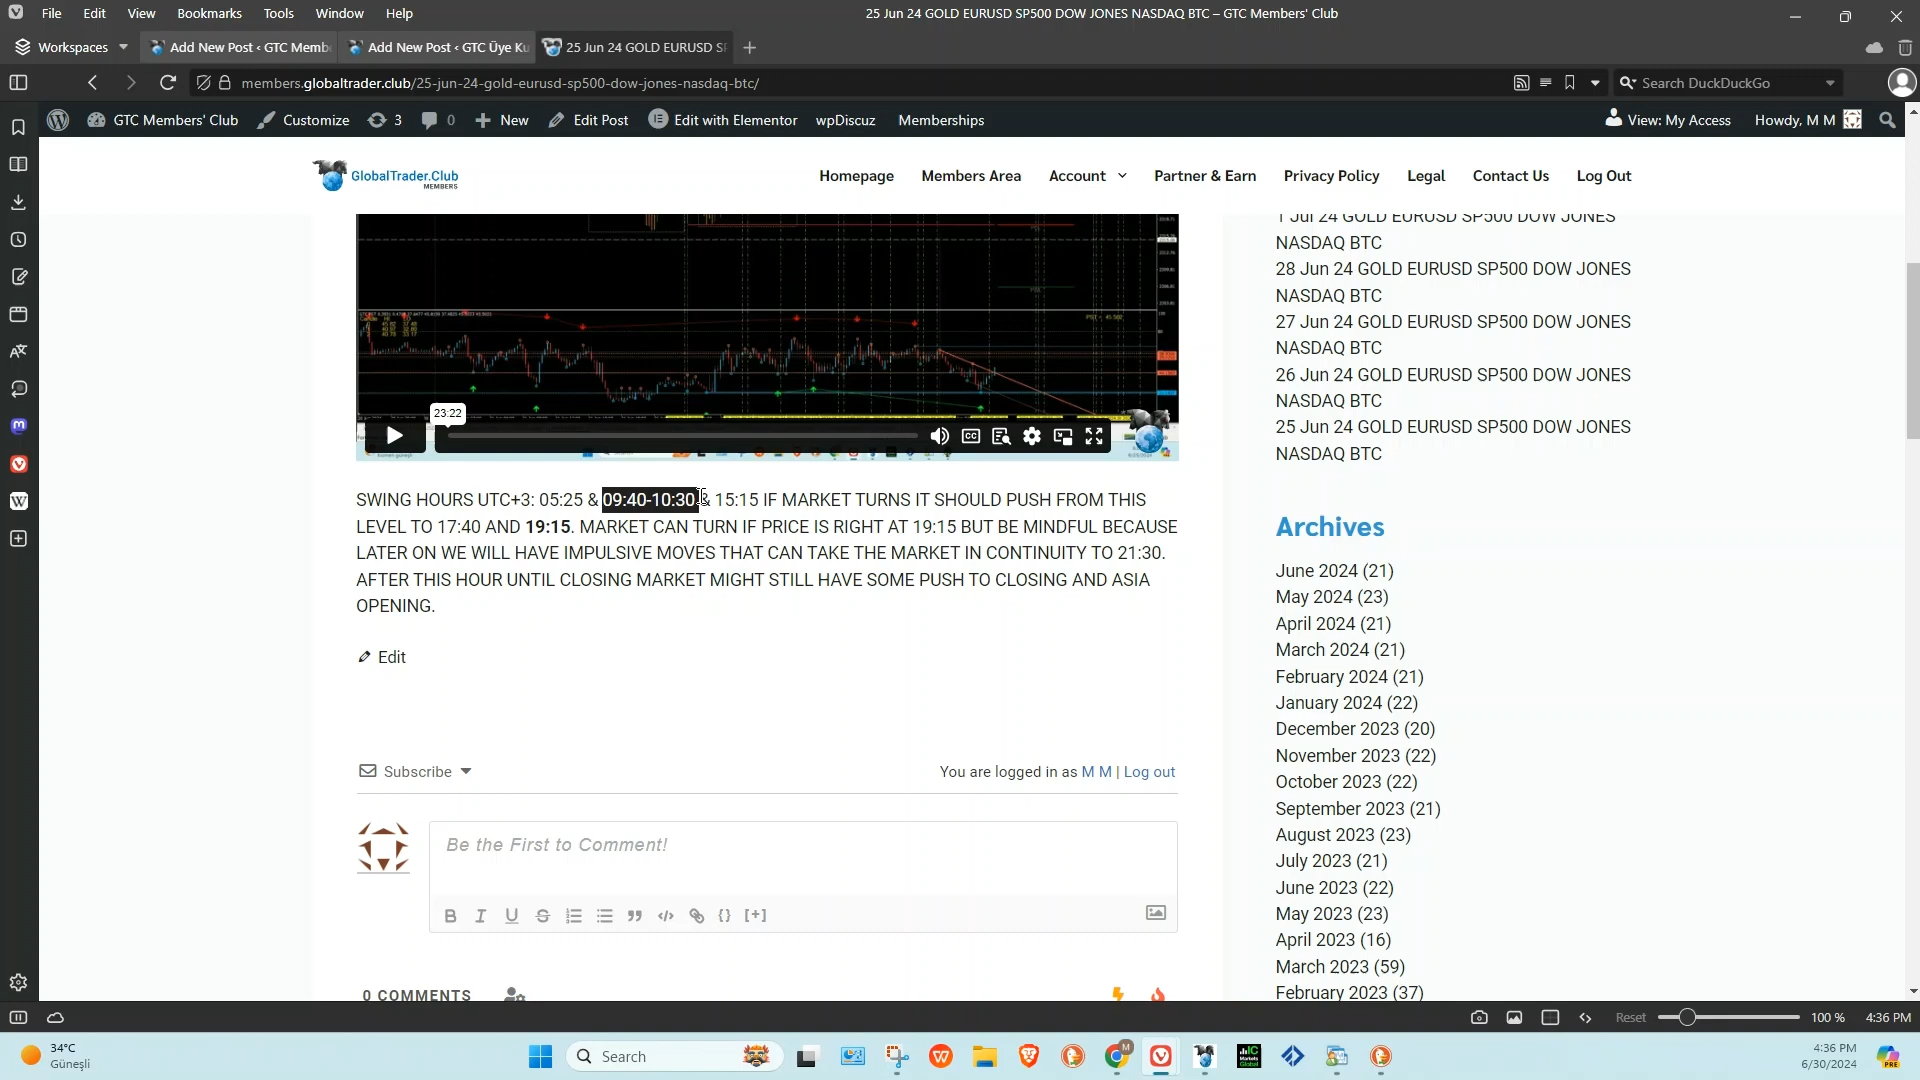 File Edit View Bookmarks Tools Window Help
25 Jun 24 GOLD EURUSD SP500 DOW JONES NASDAQ BTC – GTC Members' Club
Workspaces
Add New Post ‹ GTC Memb
Add New Post ‹ GTC Üye Ku
25 Jun 24 GOLD EURUSD S
members.globaltrader.club/25-jun-24-gold-eurusd-sp500-dow-jones-nasdaq-btc/
Search DuckDuckGo
GTC Members' Club Customize 3 0 New Edit Post Edit with Elementor wpDiscuz Memberships
View: My Access Howdy, M M
GlobalTrader.Club
MEMBERS
Homepage Members Area Account Partner & Earn Privacy Policy Legal Contact Us Log Out
1 Jul 24 GOLD EURUSD SP500 DOW JONES
NASDAQ BTC
28 Jun 24 GOLD EURUSD SP500 DOW JONES
NASDAQ BTC
27 Jun 24 GOLD EURUSD SP500 DOW JONES
NASDAQ BTC
26 Jun 24 GOLD EURUSD SP500 DOW JONES
NASDAQ BTC
25 Jun 24 GOLD EURUSD SP500 DOW JONES
NASDAQ BTC
23:22
CC
SWING HOURS UTC+3: 05:25 & 09:40-10:30 & 15:15 IF MARKET TURNS IT SHOULD PUSH FROM THIS
LEVEL TO 17:40 AND 19:15. MARKET CAN TURN IF PRICE IS RIGHT AT 19:15 BUT BE MINDFUL BECAUSE
LATER ON WE WILL HAVE IMPULSIVE MOVES THAT CAN TAKE THE MARKET IN CONTINUITY TO 21:30.
AFTER THIS HOUR UNTIL CLOSING MARKET MIGHT STILL HAVE SOME PUSH TO CLOSING AND ASIA
OPENING.
Edit
Subscribe
You are logged in as M M | Log out
Be the First to Comment!
B I U S {} [+]
0 COMMENTS
Archives
June 2024 (21)
May 2024 (23)
April 2024 (21)
March 2024 (21)
February 2024 (21)
January 2024 (22)
December 2023 (20)
November 2023 (22)
October 2023 (22)
September 2023 (21)
August 2023 (23)
July 2023 (21)
June 2023 (22)
May 2023 (23)
April 2023 (16)
March 2023 (59)
February 2023 (37)
Reset 100 % 4:36 PM
34°C
Güneşli
Search
4:36 PM
6/30/2024